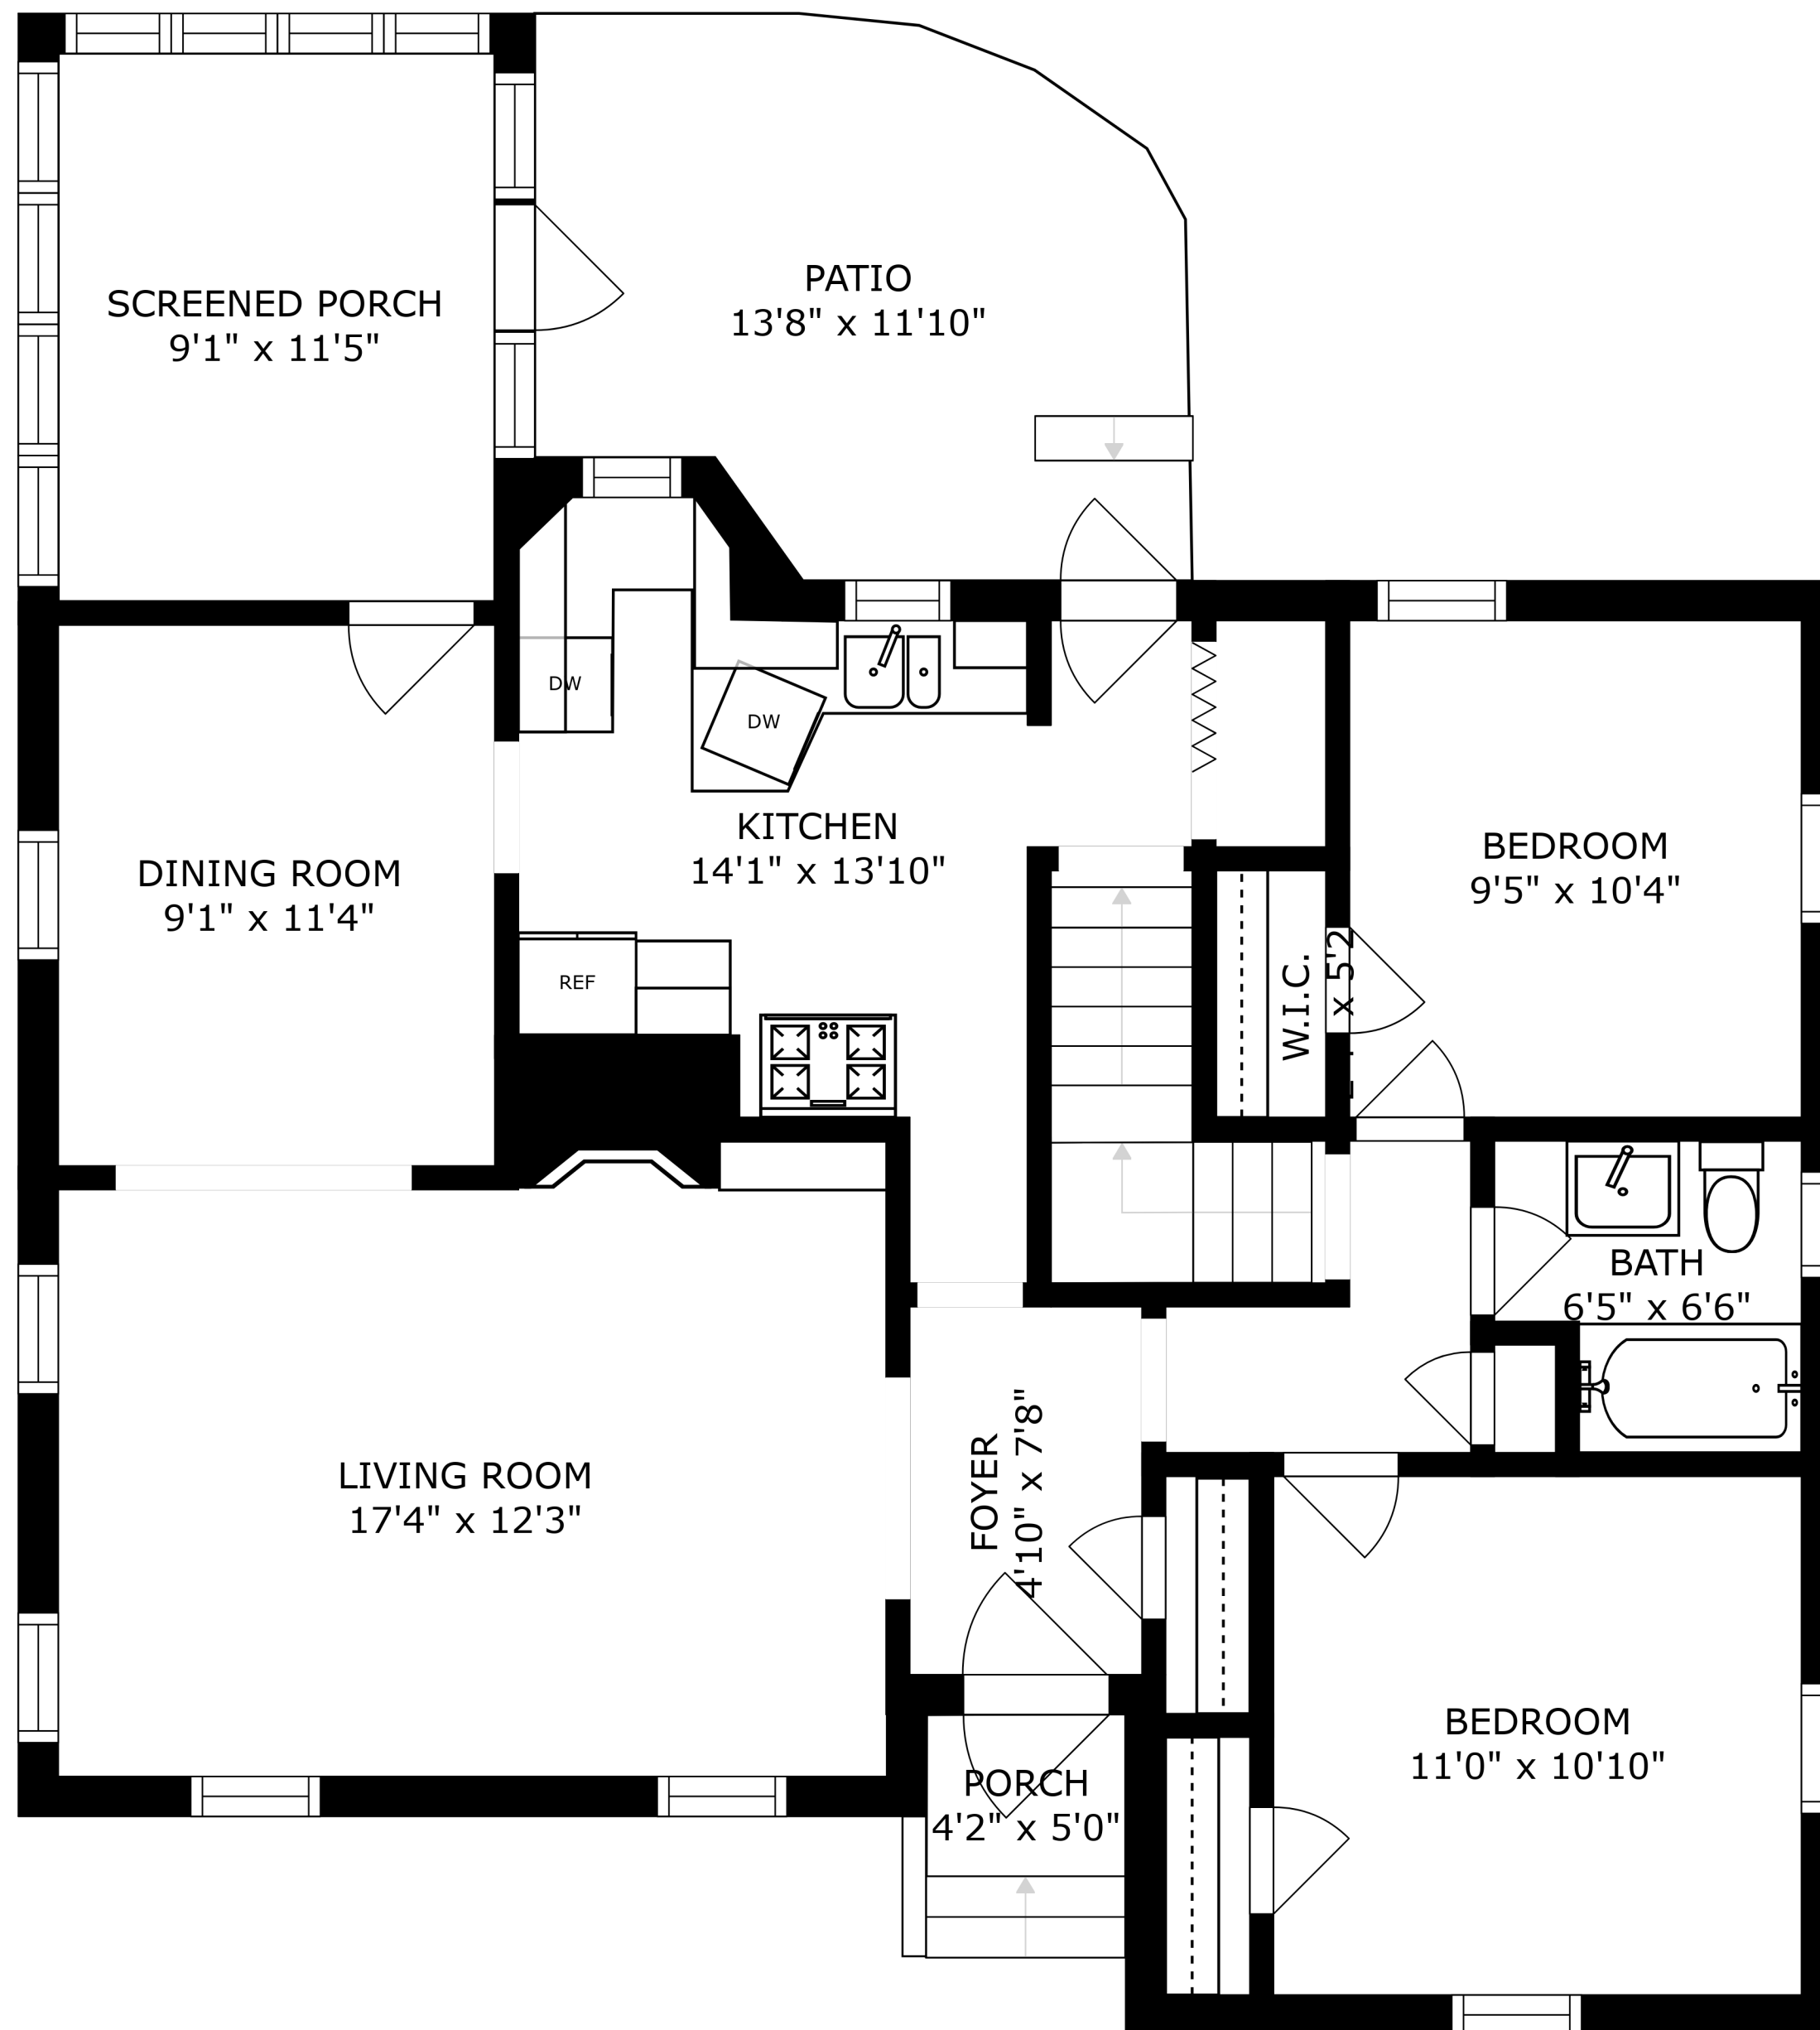 SCREENED PORCH
9'1" x 11'5"
PATIO
13'8" x 11'10"
DW
DW
KITCHEN
14'1" x 13'10"
DINING ROOM
9'1" x 11'4"
BEDROOM
9'5" x 10'4"
REF
W.I.C.
x 5'2
BATH
6'5" x 6'6"
LIVING ROOM
17'4" x 12'3"
FOYER
4'10" x 7'8"
BEDROOM
11'0" x 10'10"
PORCH
4'2" x 5'0"